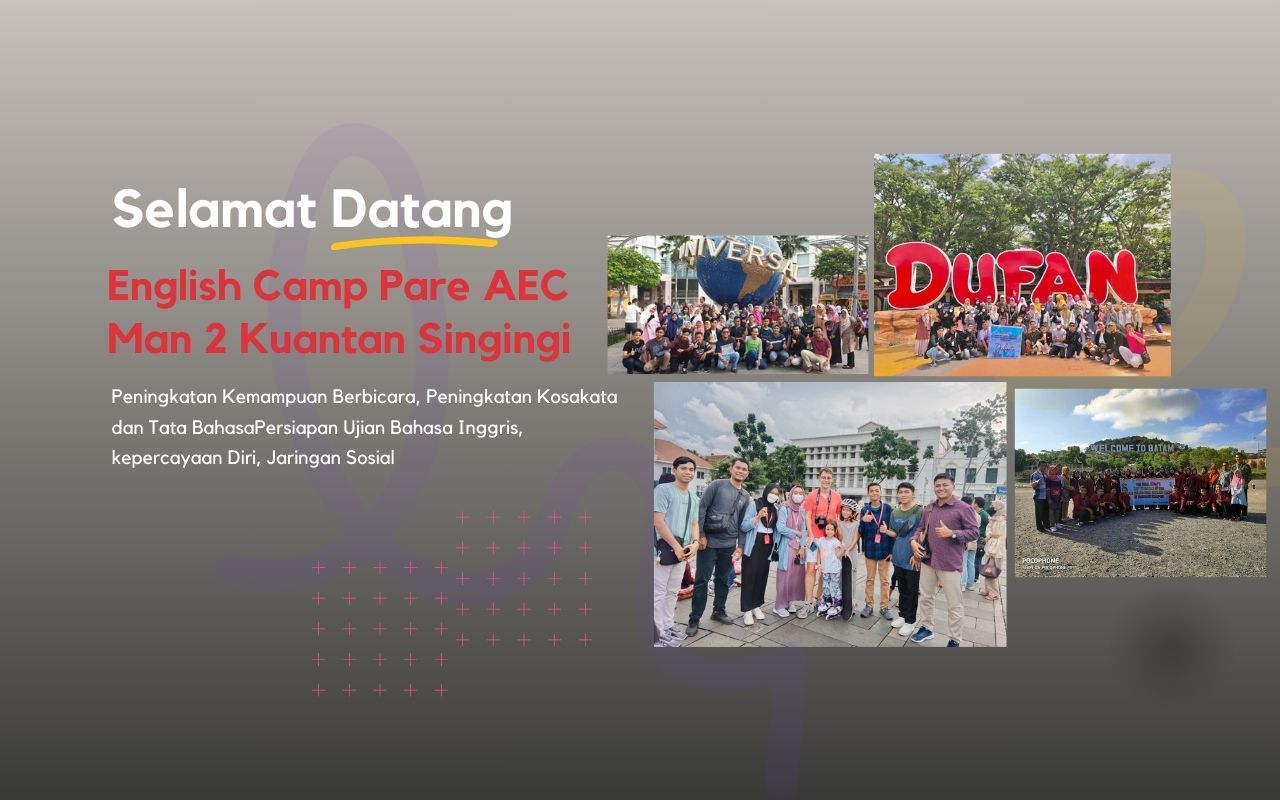 Selamat Datang
English Camp Pare AEC
Man 2 Kuantan Singingi
Peningkatan Kemampuan Berbicara, Peningkatan Kosakata
dan Tata BahasaPersiapan Ujian Bahasa Inggris,
kepercayaan Diri, Jaringan Sosial
NIVERSA
DUFAN
WELCOME TO BATAM
POCOPHONE